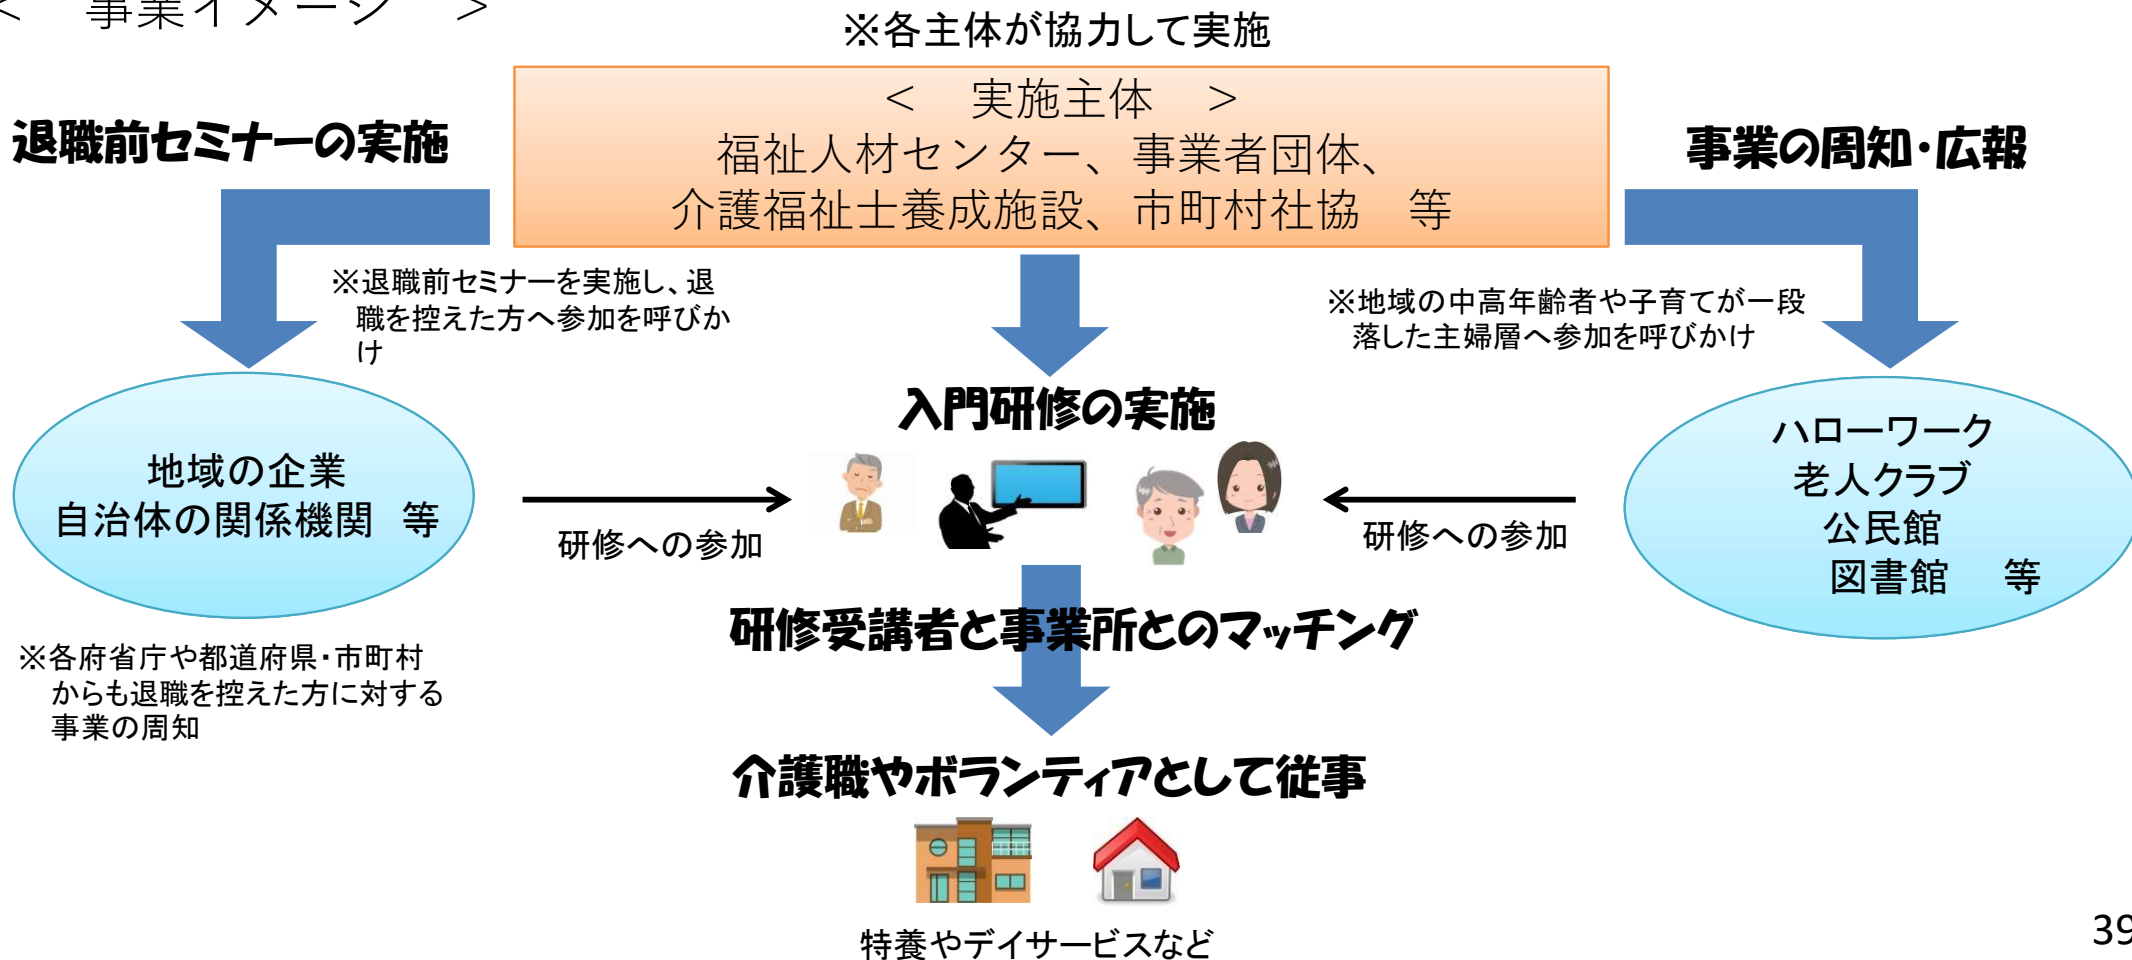 < 事業イメージ >
※各主体が協力して実施
< 実施主体 >
福祉人材センター、事業者団体、
介護福祉士養成施設、市町村社協 等
退職前セミナーの実施
事業の周知・広報
※退職前セミナーを実施し、退
職を控えた方へ参加を呼びか
け
※地域の中高年齢者や子育てが一段
落した主婦層へ参加を呼びかけ
入門研修の実施
地域の企業
自治体の関係機関 等
研修への参加
研修への参加
ハローワーク
老人クラブ
公民館
図書館 等
※各府省庁や都道府県・市町村
からも退職を控えた方に対する
事業の周知
研修受講者と事業所とのマッチング
介護職やボランティアとして従事
特養やデイサービスなど
39